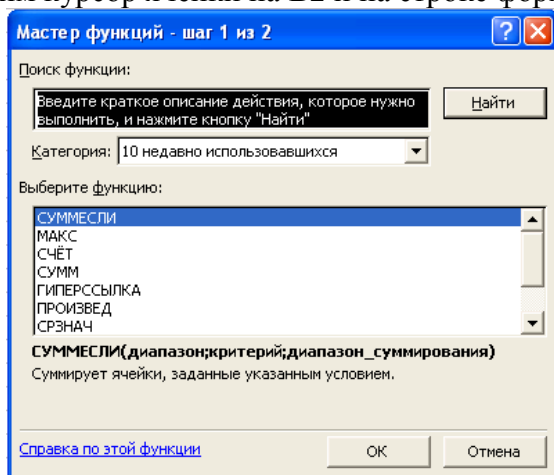 Мастер функций - шаг 1 из 2
Поиск функции:
Введите краткое описание действия, которое нужно
выполнить, и нажмите кнопку "Найти"
Найти
Категория: 10 недавно использовавшихся
Выберите функцию:
СУММЕСЛИ
МАКС
СЧЁТ
СУММ
ГИПЕРССЫЛКА
ПРОИЗВЕД
СРЗНАЧ
СУММЕСЛИ(диапазон;критерий;диапазон_суммирования)
Суммирует ячейки, заданные указанным условием.
Справка по этой функции
ОК
Отмена